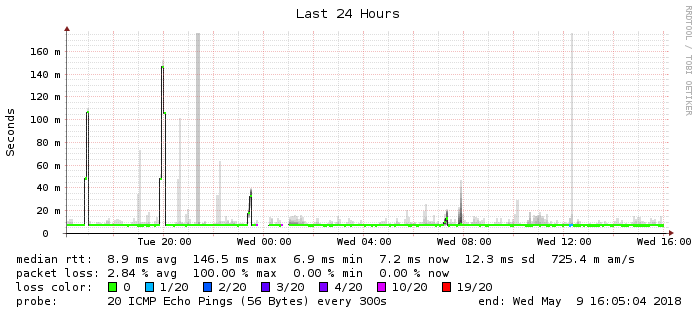 Last 24 Hours
RRDTOOL / TOBI OETIKER
Seconds
160 m
140 m
120 m
100 m
80 m
60 m
40 m
20 m
0
Tue 20:00 Wed 00:00 Wed 04:00 Wed 08:00 Wed 12:00 Wed 16:00
median rtt: 8.9 ms avg 146.5 ms max 6.9 ms min 7.2 ms now 12.3 ms sd 725.4 m am/s
packet loss: 2.84 % avg 100.00 % max 0.00 % min 0.00 % now
loss color: 0 1/20 2/20 3/20 4/20 10/20 19/20
probe: 20 ICMP Echo Pings (56 Bytes) every 300s end: Wed May 9 16:05:04 2018